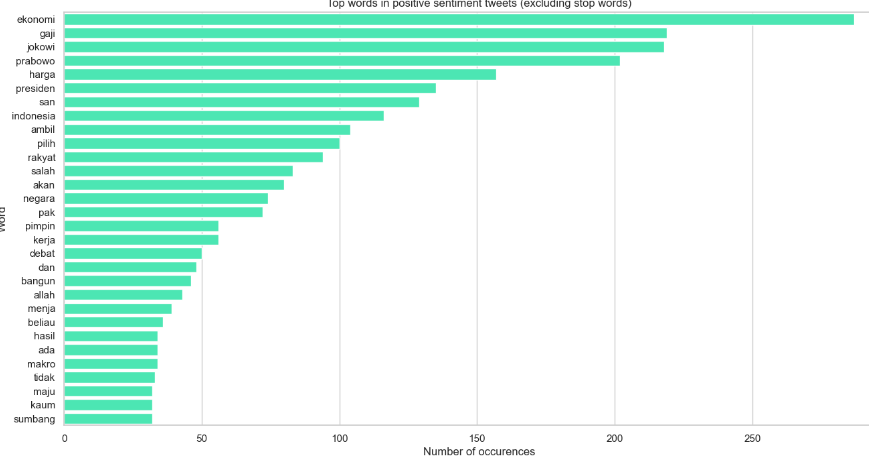 Top words in positive sentiment tweets (excluding stop words)
ekonomi
gaji
jokowi
prabowo
harga
presiden
san
indonesia
ambil
pilih
rakyat
salah
akan
negara
pak
pimpin
kerja
debat
dan
bangun
allah
menja
beliau
hasil
ada
makro
tidak
maju
kaum
sumbang
Word
0 50 100 150 200 250
Number of occurences